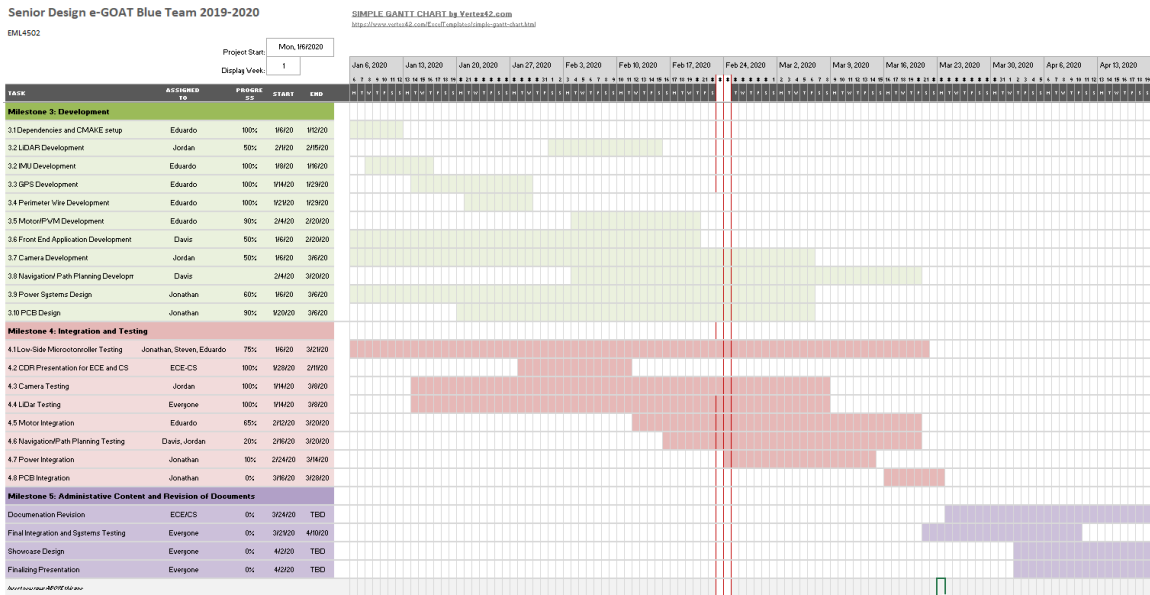 Senior Design e-GOAT Blue Team 2019-2020
SIMPLE GANTT CHART by Vertex42.com
https://www.vertex42.com/ExcelTemplates/simple-gantt-chart.html
EML4502
Project Start: Mon, 1/6/2020
Display Week: 1
Jan 6, 2020 Jan 13, 2020 Jan 20, 2020 Jan 27, 2020 Feb 3, 2020 Feb 10, 2020 Feb 17, 2020 Feb 24, 2020 Mar 2, 2020 Mar 9, 2020 Mar 16, 2020 Mar 23, 2020 Mar 30, 2020 Apr 6, 2020 Apr 13, 2020
TASK ASSIGNED TO PROGRESS START END
Milestone 3: Development
3.1 Dependencies and CMAKE setup Eduardo 100% 1/6/20 1/12/20
3.2 LiDAR Development Jordan 50% 2/1/20 2/15/20
3.2 IMU Development Eduardo 100% 1/8/20 1/16/20
3.3 GPS Development Eduardo 100% 1/14/20 1/29/20
3.4 Perimeter Wire Development Eduardo 100% 1/21/20 1/29/20
3.5 Motor/PWM Development Eduardo 90% 2/4/20 2/20/20
3.6 Front End Application Development Davis 50% 1/6/20 2/20/20
3.7 Camera Development Jordan 50% 1/6/20 3/6/20
3.8 Navigation/ Path Planning Developm Davis 2/4/20 3/20/20
3.9 Power Systems Design Jonathan 60% 1/6/20 3/6/20
3.10 PCB Design Jonathan 90% 1/20/20 3/6/20
Milestone 4: Integration and Testing
4.1 Low-Side Microctonroller Testing Jonathan, Steven, Eduardo 75% 1/6/20 3/21/20
4.2 CDR Presentation for ECE and CS ECE-CS 100% 1/28/20 2/11/20
4.3 Camera Testing Jordan 100% 1/14/20 3/8/20
4.4 LiDar Testing Everyone 100% 1/14/20 3/8/20
4.5 Motor Integration Eduardo 65% 2/12/20 3/20/20
4.6 Navigation/Path Planning Testing Davis, Jordan 20% 2/16/20 3/20/20
4.7 Power Integration Jonathan 10% 2/24/20 3/14/20
4.8 PCB Integration Jonathan 0% 3/16/20 3/28/20
Milestone 5: Administative Content and Revision of Documents
Documenation Revision ECE/CS 0% 3/24/20 TBD
Final Integration and Systems Testing Everyone 0% 3/21/20 4/10/20
Showcase Design Everyone 0% 4/2/20 TBD
Finalizing Presentation Everyone 0% 4/2/20 TBD
Insert new rows ABOVE this one